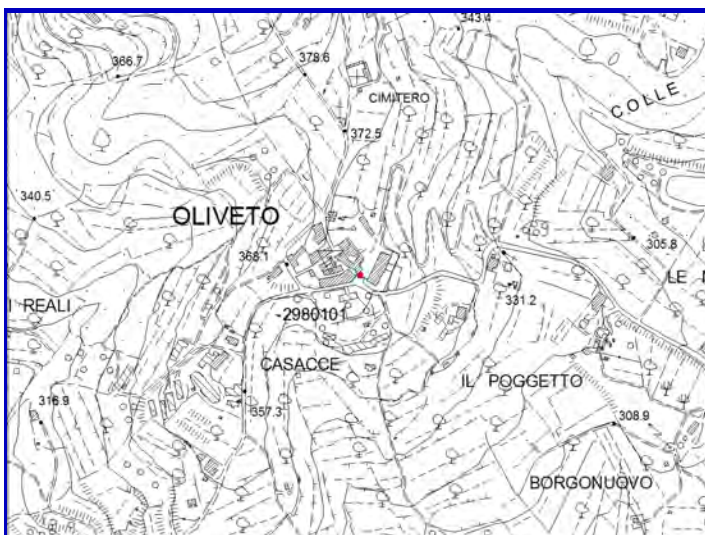 343.4
366.7
378.6
CIMITERO
COLLE
372.5
340.5
OLIVETO
305.8
368.1
LE
I REALI
331.2
2980101
CASACCE
IL POGGETTO
316.9
357.3
308.9
BORGONUOVO